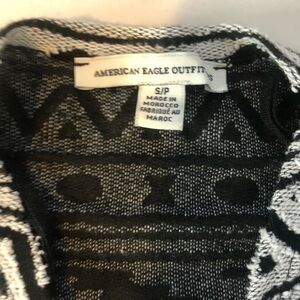 AMERICAN EAGLE OUTFIT
S/P
MADE IN
MOROCCO
FABRIQUÉ AU
MAROC